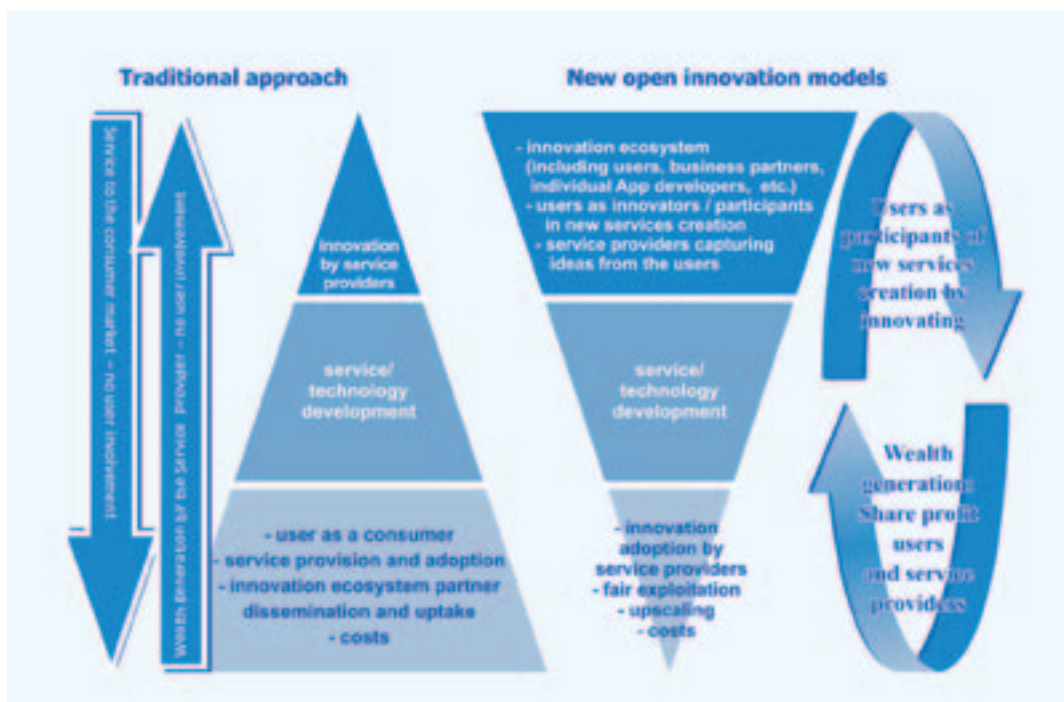 Traditional approach
New open innovation models
Service to the consumer market – no user involvement
Wealth Generation by the Service provider – no user involvement
innovation
by service
providers
service/
technology
development
- user as a consumer
- service provision and adoption
- innovation ecosystem partner
dissemination and uptake
- costs
- innovation ecosystem
(including users, business partners,
individual App developers, etc.)
- users as innovators / participants
in new services creation
- service providers capturing
ideas from the users
service/
technology
development
- innovation
adoption by
service providers
- fair exploitation
- upscaling
- costs
Users as
participants of
new services
creation by
innovating
Wealth
generation:
Share profit
users
and service
providers